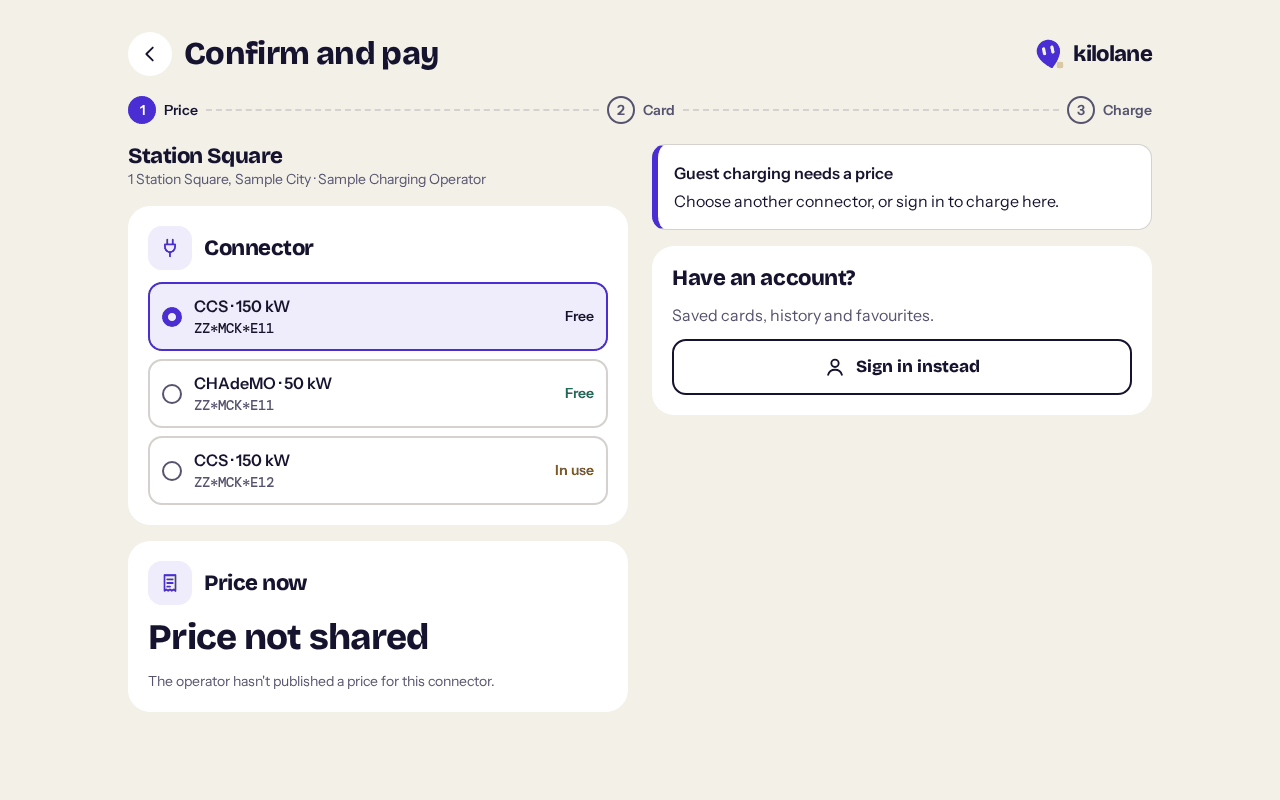 Confirm and pay
kilolane
1 Price
2 Card
3 Charge
Station Square
1 Station Square, Sample City · Sample Charging Operator
Connector
CCS · 150 kW
ZZ*MCK*E11
Free
CHAdeMO · 50 kW
ZZ*MCK*E11
Free
CCS · 150 kW
ZZ*MCK*E12
In use
Price now
Price not shared
The operator hasn't published a price for this connector.
Guest charging needs a price
Choose another connector, or sign in to charge here.
Have an account?
Saved cards, history and favourites.
Sign in instead